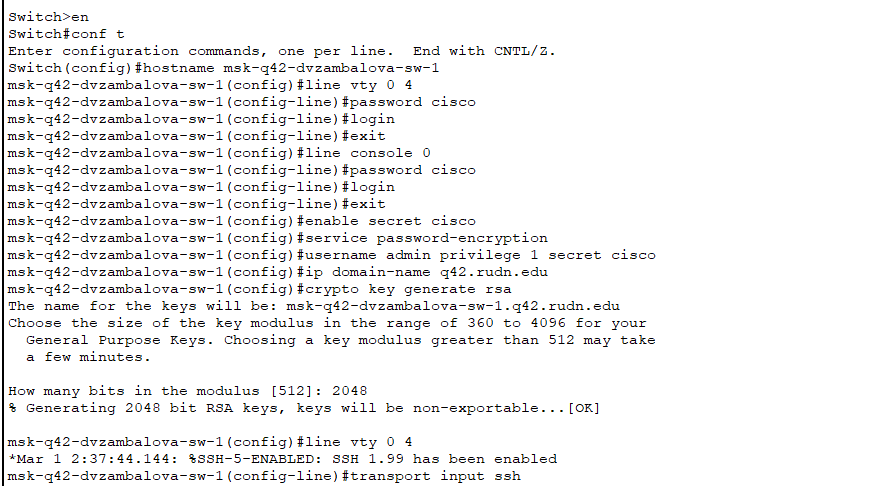 Switch>en
Switch#conf t
Enter configuration commands, one per line.  End with CNTL/Z.
Switch(config)#hostname msk-q42-dvzambalova-sw-1
msk-q42-dvzambalova-sw-1(config)#line vty 0 4
msk-q42-dvzambalova-sw-1(config-line)#password cisco
msk-q42-dvzambalova-sw-1(config-line)#login
msk-q42-dvzambalova-sw-1(config-line)#exit
msk-q42-dvzambalova-sw-1(config)#line console 0
msk-q42-dvzambalova-sw-1(config-line)#password cisco
msk-q42-dvzambalova-sw-1(config-line)#login
msk-q42-dvzambalova-sw-1(config-line)#exit
msk-q42-dvzambalova-sw-1(config)#enable secret cisco
msk-q42-dvzambalova-sw-1(config)#service password-encryption
msk-q42-dvzambalova-sw-1(config)#username admin privilege 1 secret cisco
msk-q42-dvzambalova-sw-1(config)#ip domain-name q42.rudn.edu
msk-q42-dvzambalova-sw-1(config)#crypto key generate rsa
The name for the keys will be: msk-q42-dvzambalova-sw-1.q42.rudn.edu
Choose the size of the key modulus in the range of 360 to 4096 for your
  General Purpose Keys. Choosing a key modulus greater than 512 may take
  a few minutes.

How many bits in the modulus [512]: 2048
% Generating 2048 bit RSA keys, keys will be non-exportable...[OK]

msk-q42-dvzambalova-sw-1(config)#line vty 0 4
*Mar 1 2:37:44.144: %SSH-5-ENABLED: SSH 1.99 has been enabled
msk-q42-dvzambalova-sw-1(config-line)#transport input ssh